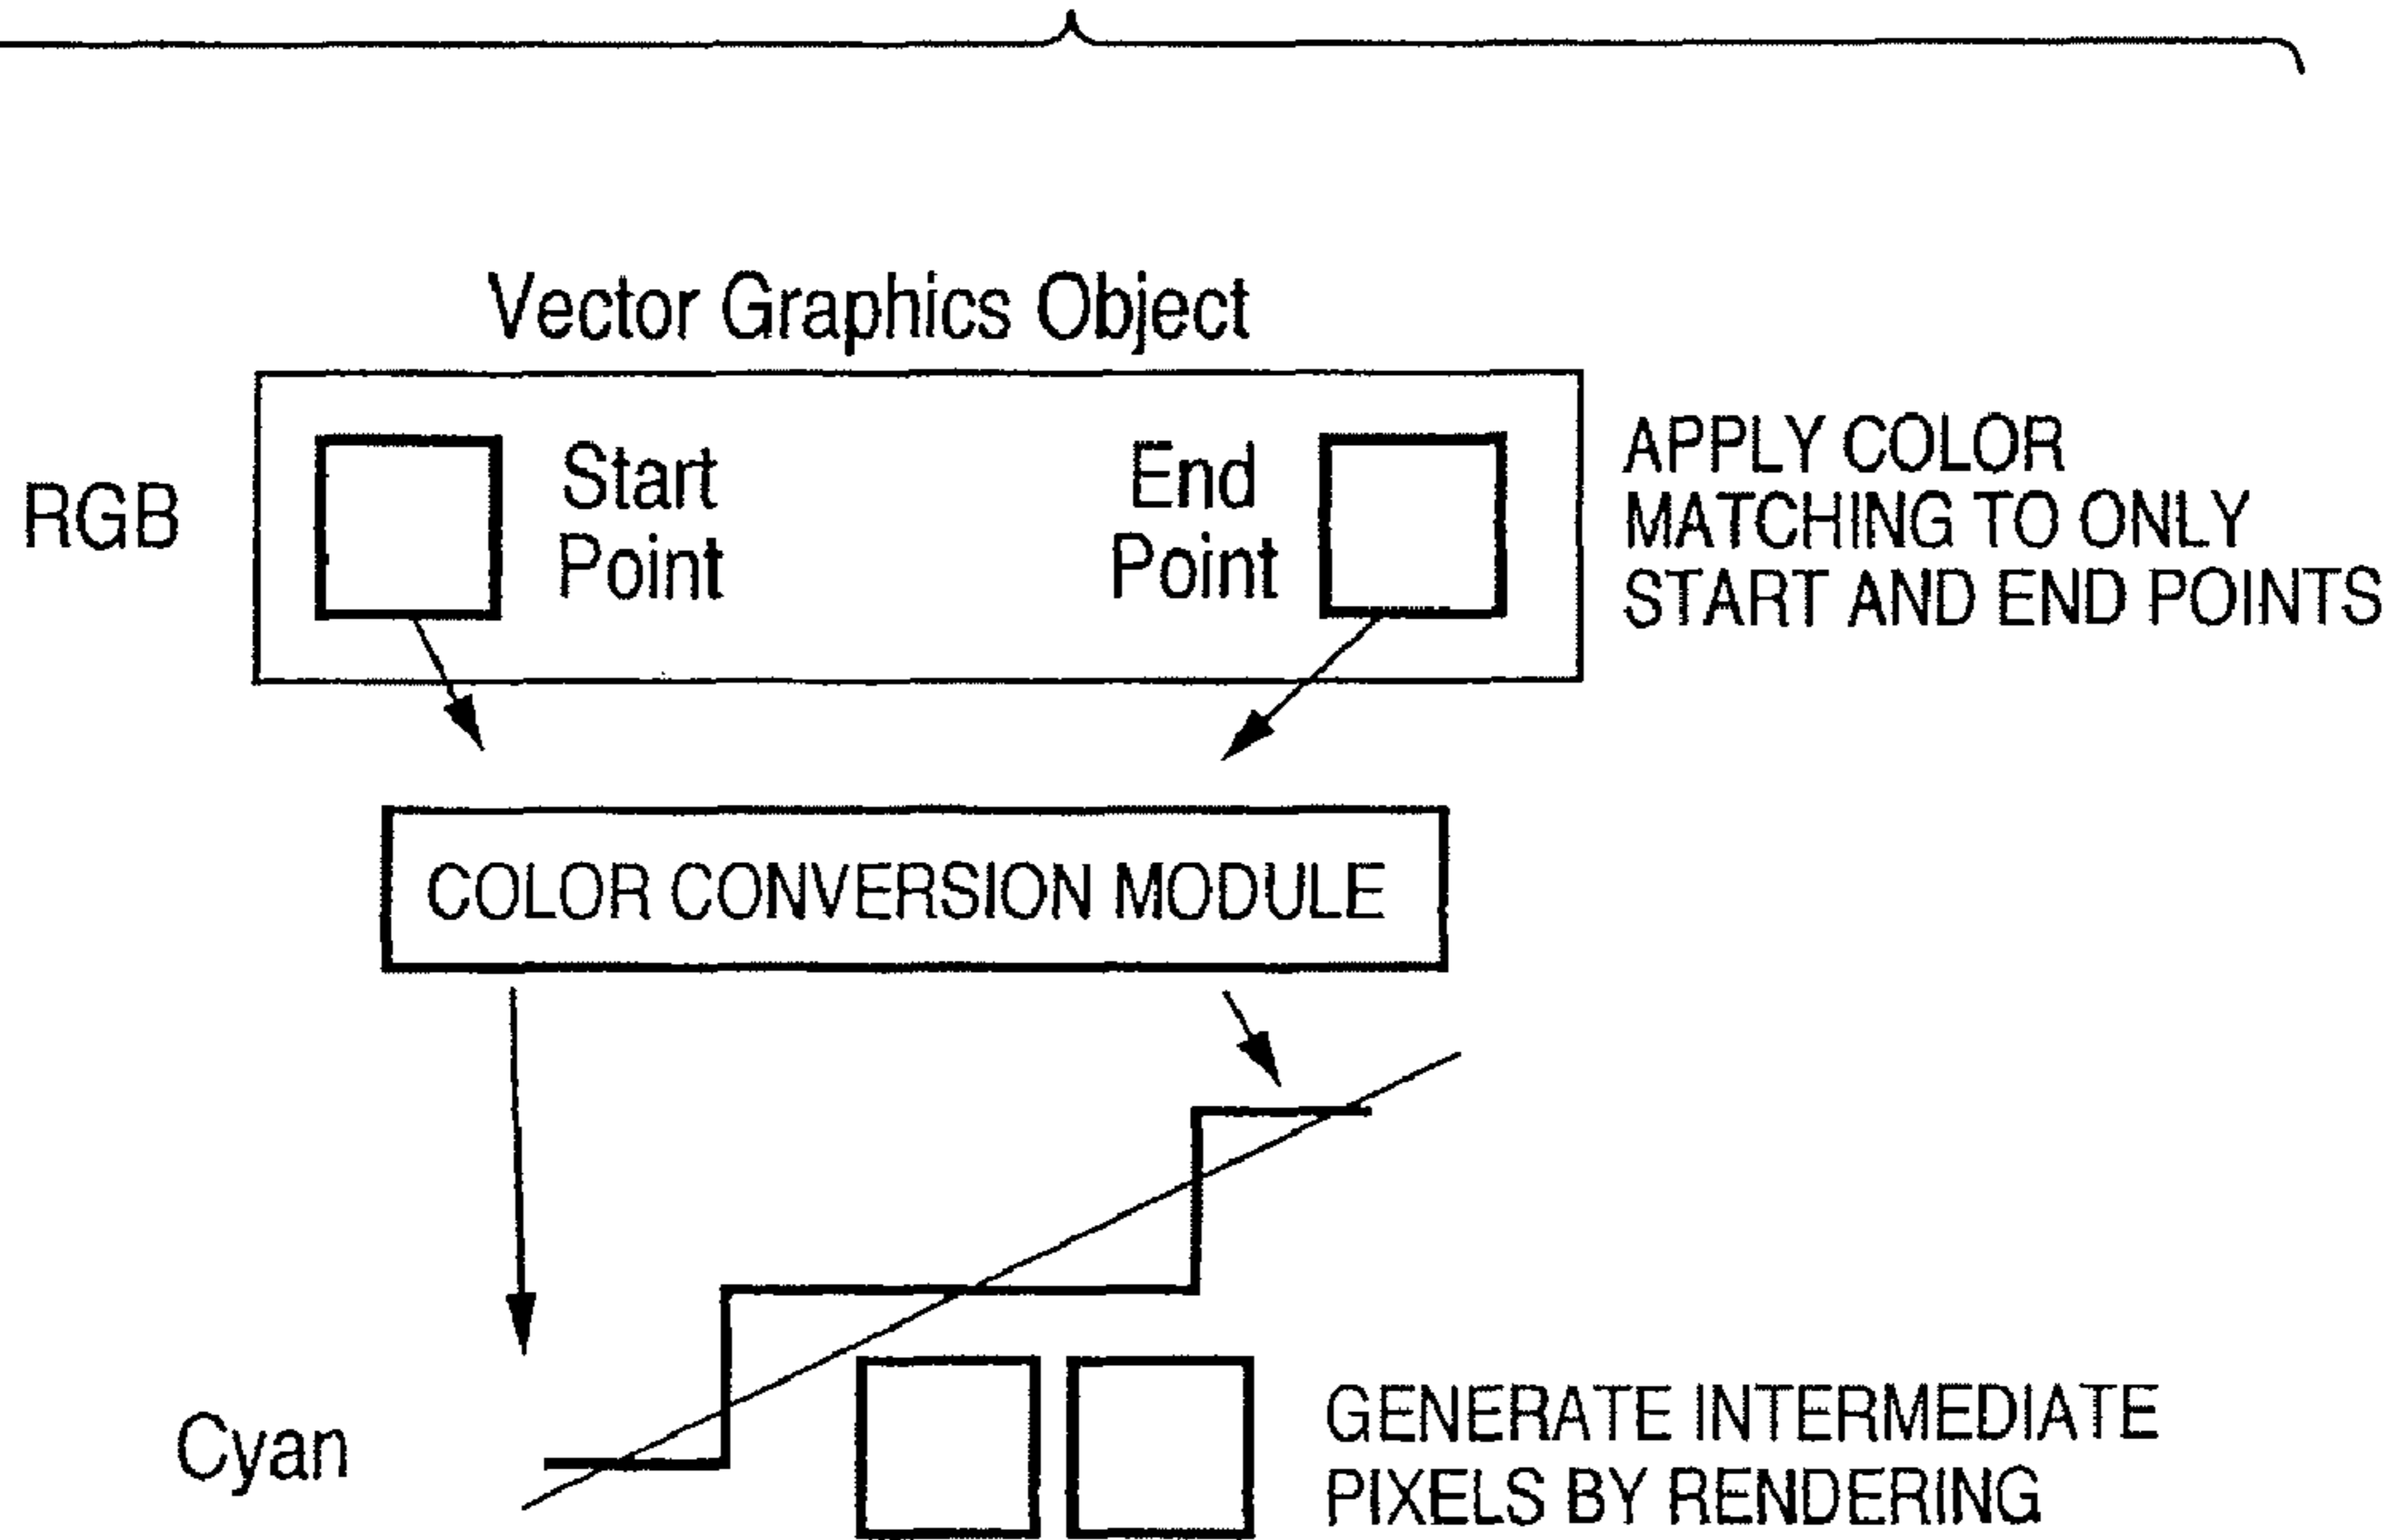 Vector Graphics Object
RGB
Start
Point
End
Point
APPLY COLOR
MATCHING TO ONLY
START AND END POINTS
COLOR CONVERSION MODULE
Cyan
GENERATE INTERMEDIATE
PIXELS BY RENDERING